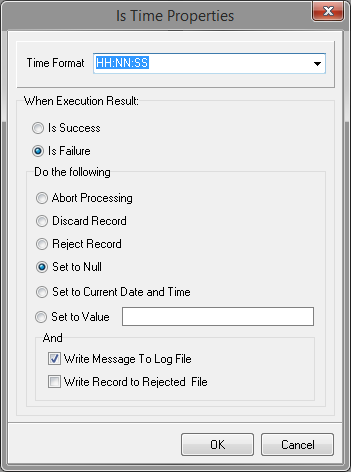 Is Time Properties
Time Format HH:NN:SS
When Execution Result:
Is Success
Is Failure
Do the following
Abort Processing
Discard Record
Reject Record
Set to Null
Set to Current Date and Time
Set to Value
And
Write Message To Log File
Write Record to Rejected File
OK Cancel